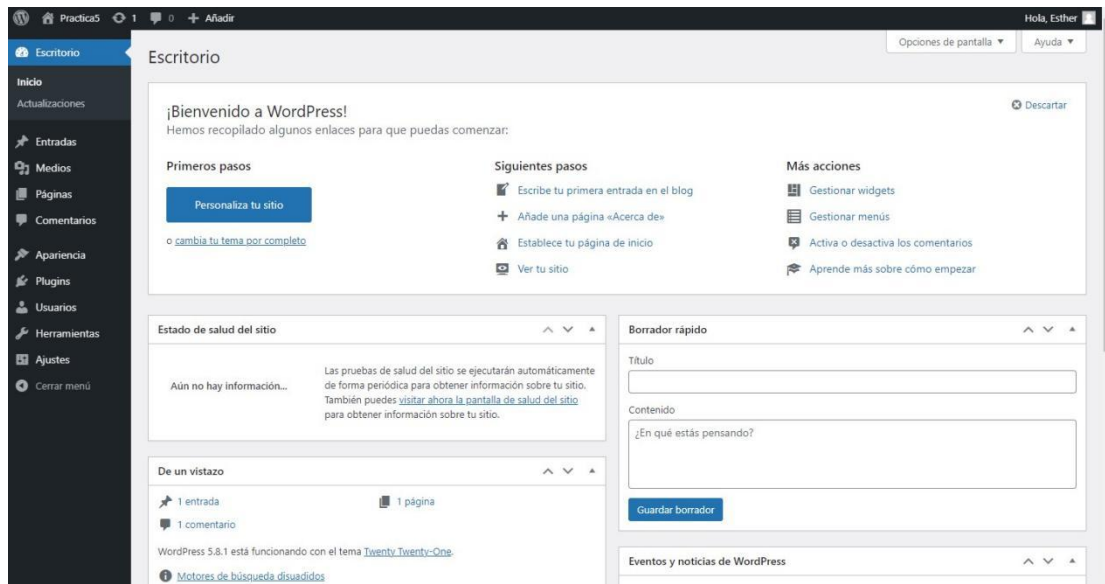 Practica5 1 0 Añadir
Hola, Esther
Escritorio
Inicio
Actualizaciones
Entradas
Medios
Páginas
Comentarios
Apariencia
Plugins
Usuarios
Herramientas
Ajustes
Cerrar menú
Opciones de pantalla
Ayuda
Escritorio
¡Bienvenido a WordPress!
Hemos recopilado algunos enlaces para que puedas comenzar:
Descartar
Primeros pasos
Personaliza tu sitio
o cambia tu tema por completo
Siguientes pasos
Escribe tu primera entrada en el blog
Añade una página «Acerca de»
Establece tu página de inicio
Ver tu sitio
Más acciones
Gestionar widgets
Gestionar menús
Activa o desactiva los comentarios
Aprende más sobre cómo empezar
Estado de salud del sitio
Aún no hay información...
Las pruebas de salud del sitio se ejecutarán automáticamente
de forma periódica para obtener información sobre tu sitio.
También puedes visitar ahora la pantalla de salud del sitio
para obtener información sobre tu sitio.
De un vistazo
1 entrada
1 página
1 comentario
WordPress 5.8.1 está funcionando con el tema Twenty Twenty-One.
Motores de búsqueda disuadidos
Borrador rápido
Título
Contenido
¿En qué estás pensando?
Guardar borrador
Eventos y noticias de WordPress